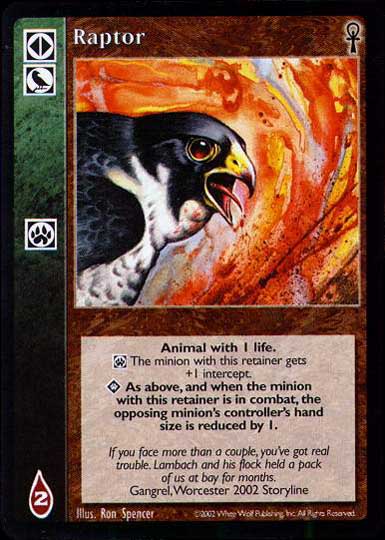 Raptor
Animal with 1 life.
The minion with this retainer gets
+1 intercept.
As above, and when the minion
with this retainer is in combat, the
opposing minion's controller's hand
size is reduced by 1.
If you face more than a couple, you've got real
trouble. Lambach and his flock held a pack
of us at bay for months.
Gangrel, Worcester 2002 Storyline
2
Illus. Ron Spencer
©2002 White Wolf Publishing, Inc. All Rights Reserved.